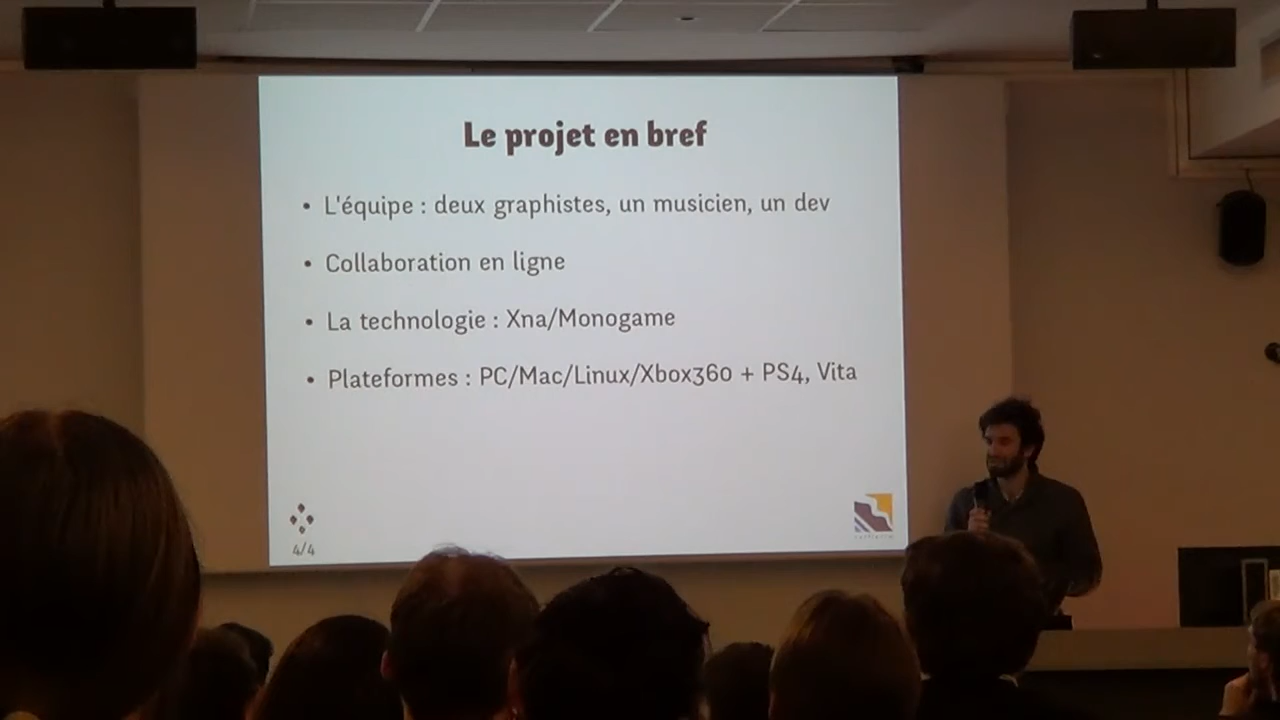 Le projet en bref
• L'équipe : deux graphistes, un musicien, un dev
• Collaboration en ligne
• La technologie : Xna/Monogame
• Plateformes : PC/Mac/Linux/Xbox360 + PS4, Vita
4/4